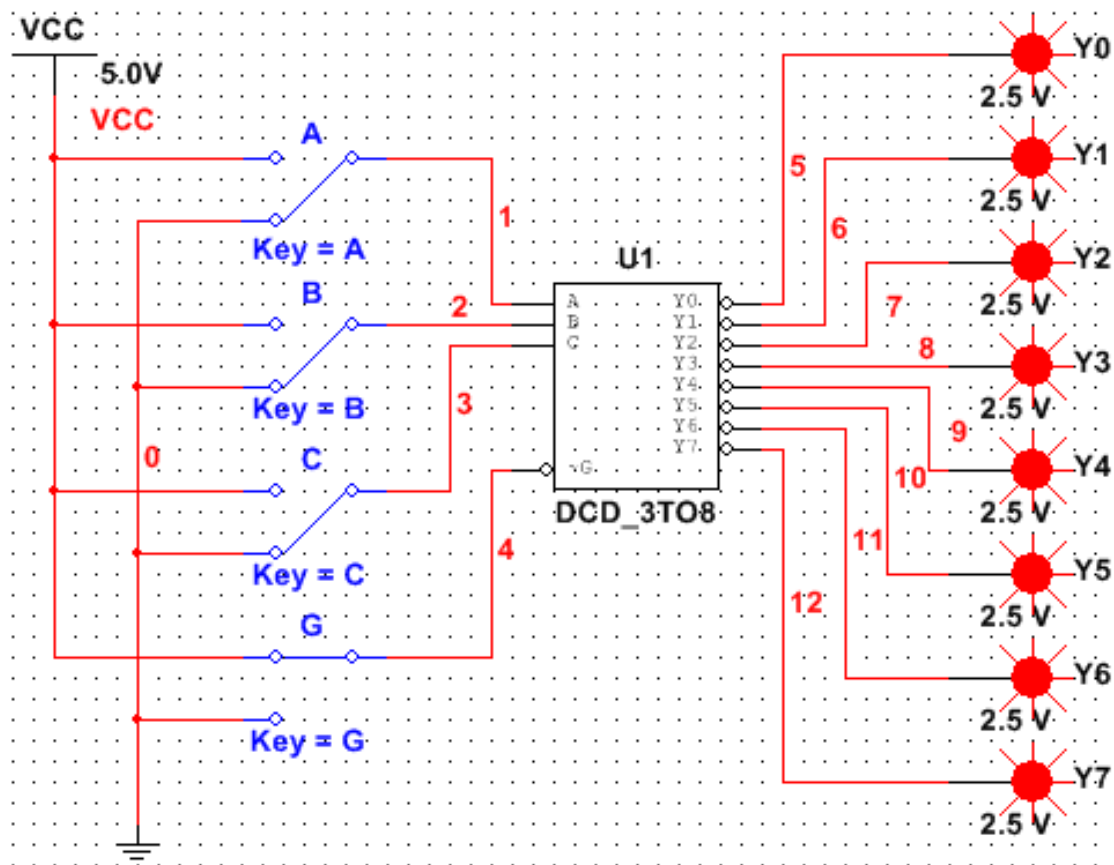 VCC
5.0V
VCC
A
Key = A
B
Key = B
C
Key = C
G
Key = G
0
1
2
3
4
U1
A
B
C
~G
Y0
Y1
Y2
Y3
Y4
Y5
Y6
Y7
DCD_3TO8
5
6
7
8
9
10
11
12
Y0
2.5 V
Y1
2.5 V
Y2
2.5 V
Y3
2.5 V
Y4
2.5 V
Y5
2.5 V
Y6
2.5 V
Y7
2.5 V